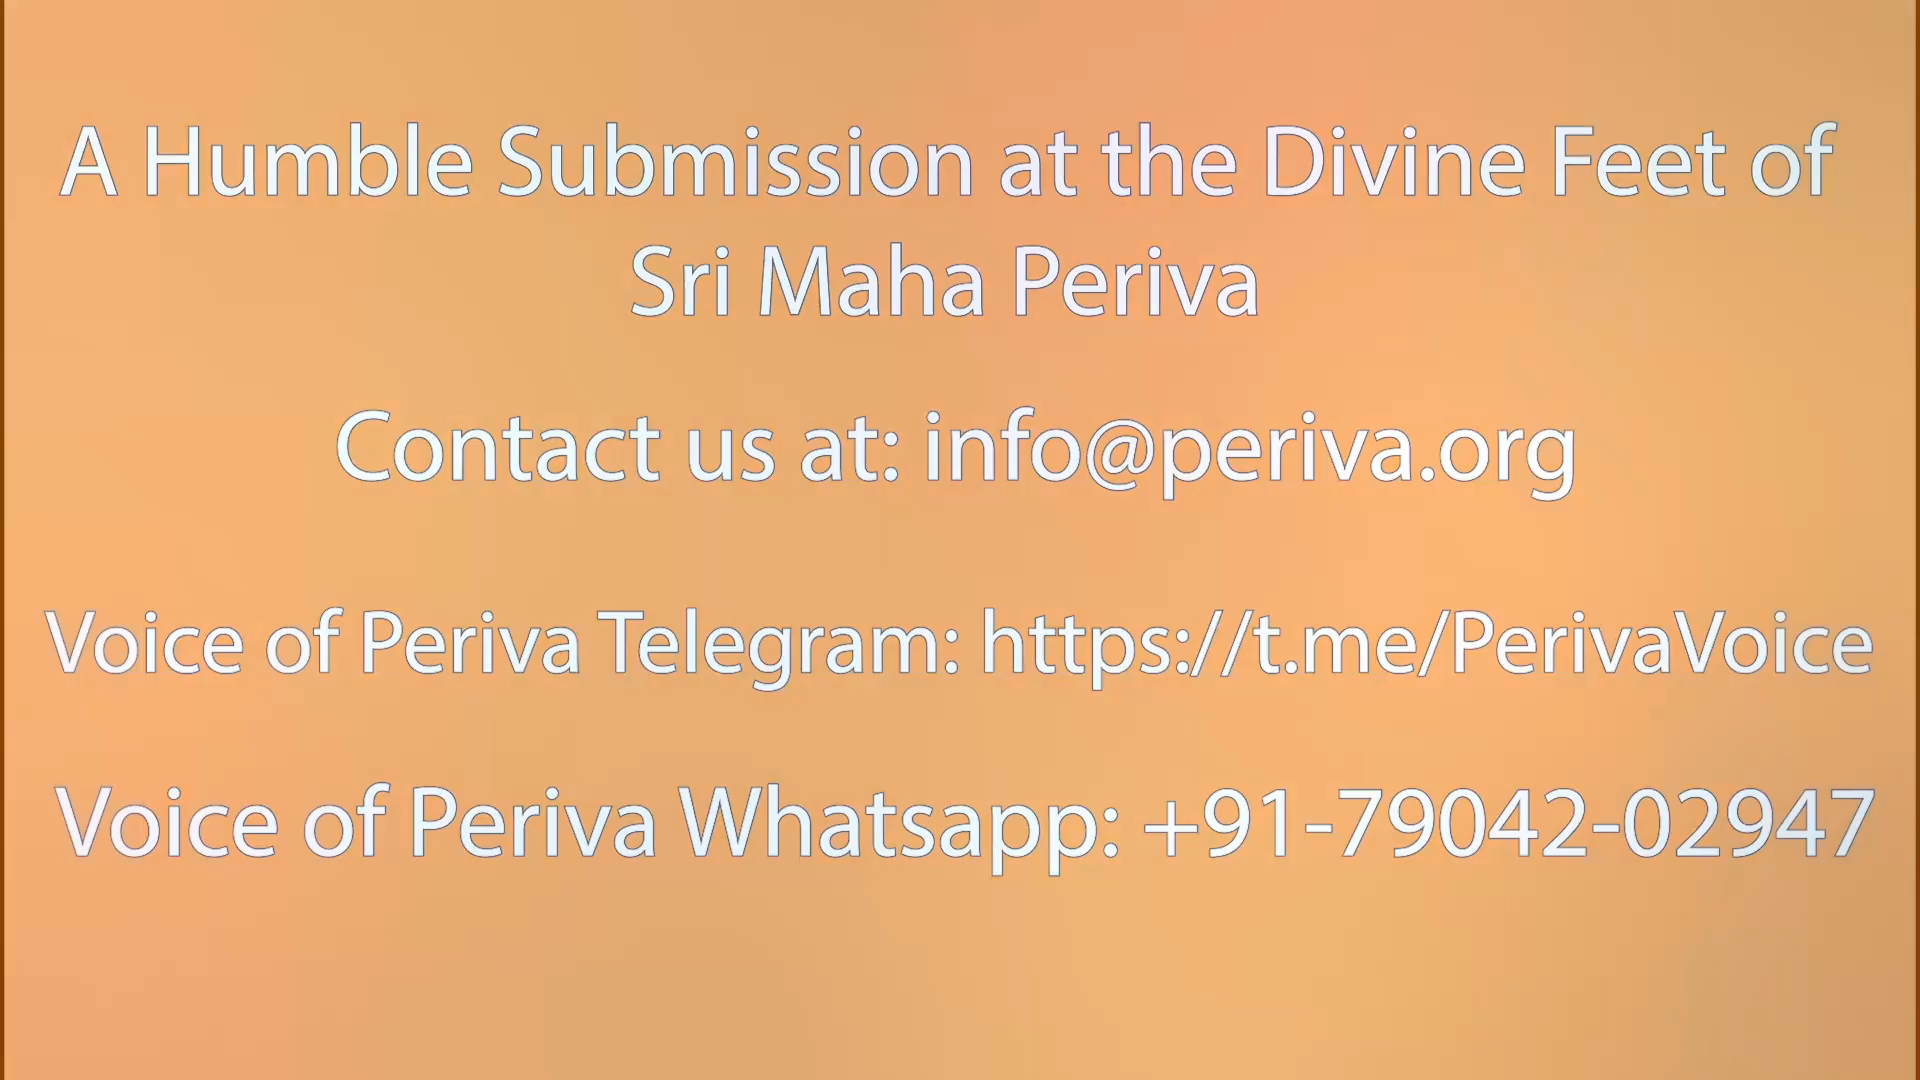 A Humble Submission at the Divine Feet of
Sri Maha Periva
Contact us at: info@periva.org
Voice of Periva Telegram: https://t.me/PerivaVoice
Voice of Periva Whatsapp: +91-79042-02947